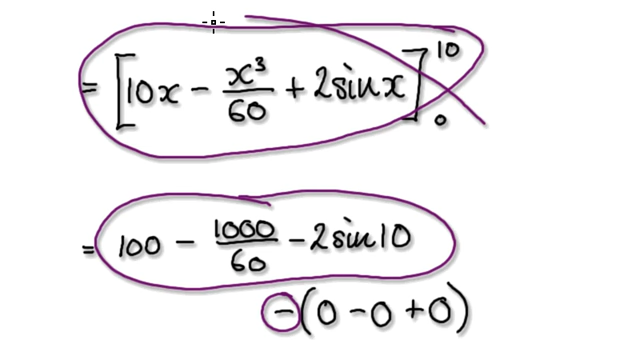 = [10x - x³/60 + 2sinx]₀¹⁰
= 100 - 1000/60 - 2sin10
-(0 - 0 + 0)